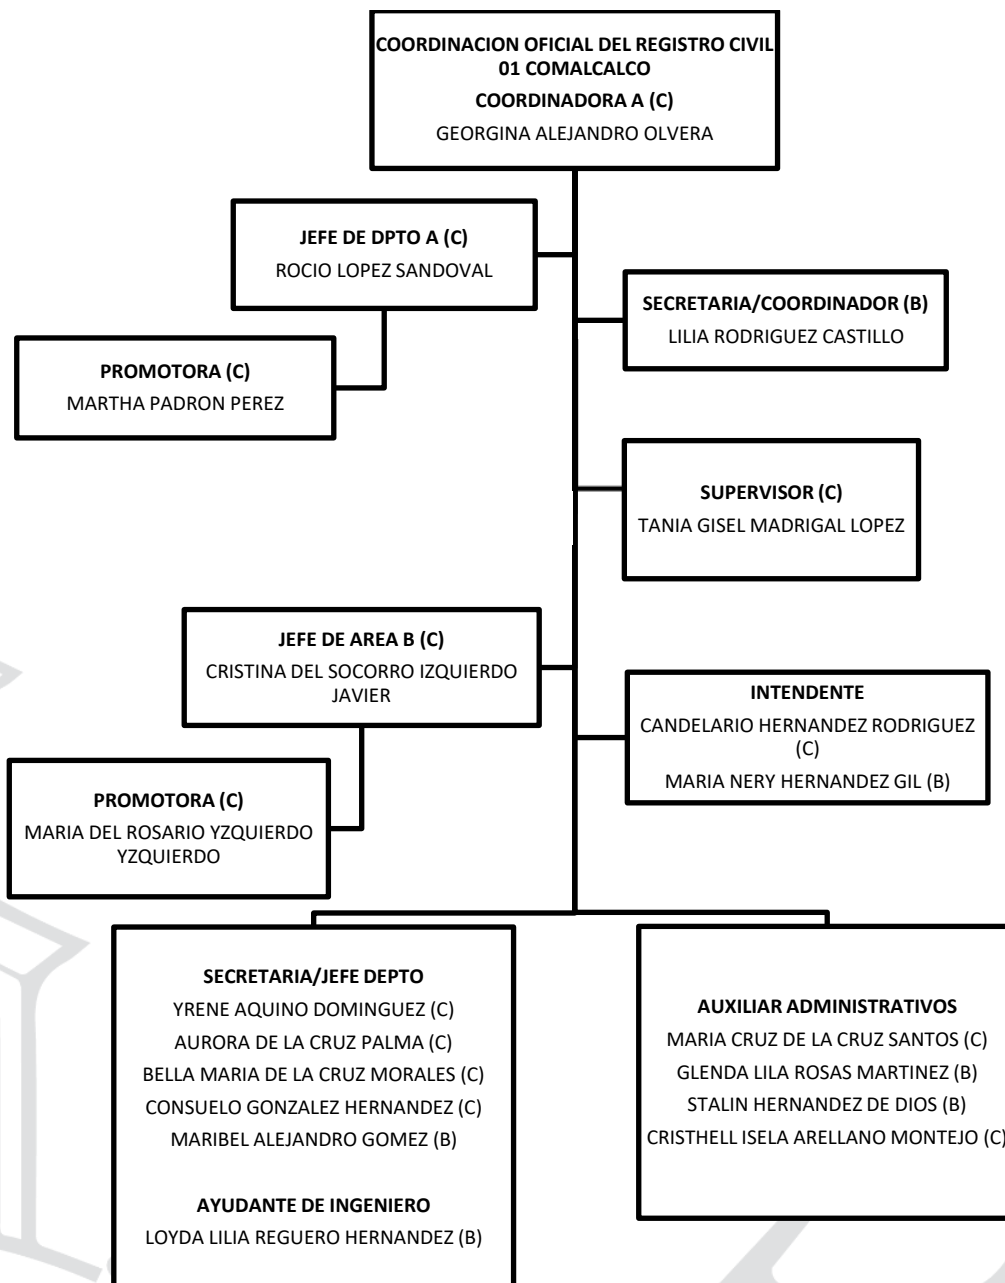 COORDINACION OFICIAL DEL REGISTRO CIVIL
01 COMALCALCO
COORDINADORA A (C)
GEORGINA ALEJANDRO OLVERA
JEFE DE DPTO A (C)
ROCIO LOPEZ SANDOVAL
SECRETARIA/COORDINADOR (B)
LILIA RODRIGUEZ CASTILLO
PROMOTORA (C)
MARTHA PADRON PEREZ
SUPERVISOR (C)
TANIA GISEL MADRIGAL LOPEZ
JEFE DE AREA B (C)
CRISTINA DEL SOCORRO IZQUIERDO
JAVIER
INTENDENTE
CANDELARIO HERNANDEZ RODRIGUEZ
(C)
MARIA NERY HERNANDEZ GIL (B)
PROMOTORA (C)
MARIA DEL ROSARIO YZQUIERDO
YZQUIERDO
SECRETARIA/JEFE DEPTO
YRENE AQUINO DOMINGUEZ (C)
AURORA DE LA CRUZ PALMA (C)
BELLA MARIA DE LA CRUZ MORALES (C)
CONSUELO GONZALEZ HERNANDEZ (C)
MARIBEL ALEJANDRO GOMEZ (B)
AYUDANTE DE INGENIERO
LOYDA LILIA REGUERO HERNANDEZ (B)
AUXILIAR ADMINISTRATIVOS
MARIA CRUZ DE LA CRUZ SANTOS (C)
GLENDA LILA ROSAS MARTINEZ (B)
STALIN HERNANDEZ DE DIOS (B)
CRISTHELL ISELA ARELLANO MONTEJO (C)